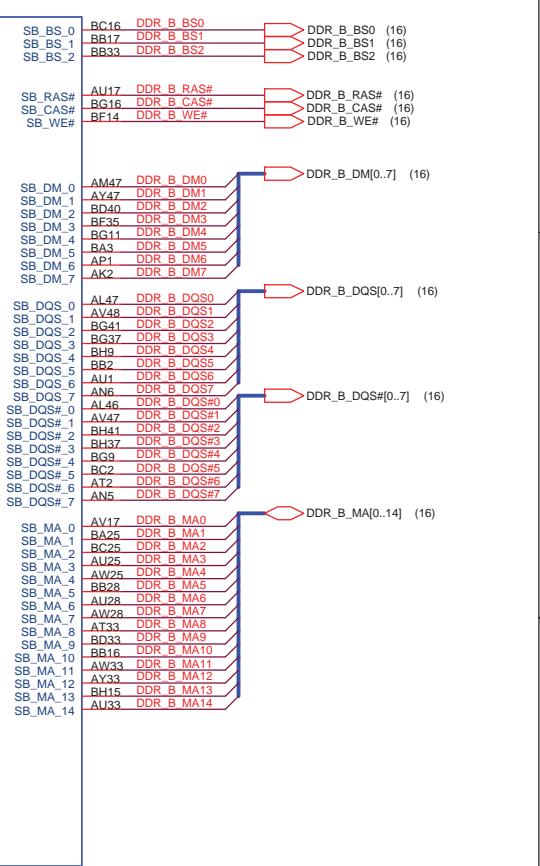 SB_BS_0 BC16 DDR_B_BS0 DDR_B_BS0 (16)
SB_BS_1 BB17 DDR_B_BS1 DDR_B_BS1 (16)
SB_BS_2 BB33 DDR_B_BS2 DDR_B_BS2 (16)
SB_RAS# AU17 DDR_B_RAS# DDR_B_RAS# (16)
SB_CAS# BG16 DDR_B_CAS# DDR_B_CAS# (16)
SB_WE# BF14 DDR_B_WE# DDR_B_WE# (16)
DDR_B_DM[0..7] (16)
SB_DM_0 AM47 DDR_B_DM0
SB_DM_1 AY47 DDR_B_DM1
SB_DM_2 BD40 DDR_B_DM2
SB_DM_3 BF35 DDR_B_DM3
SB_DM_4 BG11 DDR_B_DM4
SB_DM_5 BA3 DDR_B_DM5
SB_DM_6 AP1 DDR_B_DM6
SB_DM_7 AK2 DDR_B_DM7
DDR_B_DQS[0..7] (16)
SB_DQS_0 AL47 DDR_B_DQS0
SB_DQS_1 AV48 DDR_B_DQS1
SB_DQS_2 BG41 DDR_B_DQS2
SB_DQS_3 BG37 DDR_B_DQS3
SB_DQS_4 BH9 DDR_B_DQS4
SB_DQS_5 BB2 DDR_B_DQS5
SB_DQS_6 AU1 DDR_B_DQS6
SB_DQS_7 AN6 DDR_B_DQS7
DDR_B_DQS#[0..7] (16)
SB_DQS#_0 AL46 DDR_B_DQS#0
SB_DQS#_1 AV47 DDR_B_DQS#1
SB_DQS#_2 BH41 DDR_B_DQS#2
SB_DQS#_3 BH37 DDR_B_DQS#3
SB_DQS#_4 BG9 DDR_B_DQS#4
SB_DQS#_5 BC2 DDR_B_DQS#5
SB_DQS#_6 AT2 DDR_B_DQS#6
SB_DQS#_7 AN5 DDR_B_DQS#7
DDR_B_MA[0..14] (16)
SB_MA_0 AV17 DDR_B_MA0
SB_MA_1 BA25 DDR_B_MA1
SB_MA_2 BC25 DDR_B_MA2
SB_MA_3 AU25 DDR_B_MA3
SB_MA_4 AW25 DDR_B_MA4
SB_MA_5 BB28 DDR_B_MA5
SB_MA_6 AU28 DDR_B_MA6
SB_MA_7 AW28 DDR_B_MA7
SB_MA_8 AT33 DDR_B_MA8
SB_MA_9 BD33 DDR_B_MA9
SB_MA_10 BB16 DDR_B_MA10
SB_MA_11 AW33 DDR_B_MA11
SB_MA_12 AY33 DDR_B_MA12
SB_MA_13 BH15 DDR_B_MA13
SB_MA_14 AU33 DDR_B_MA14